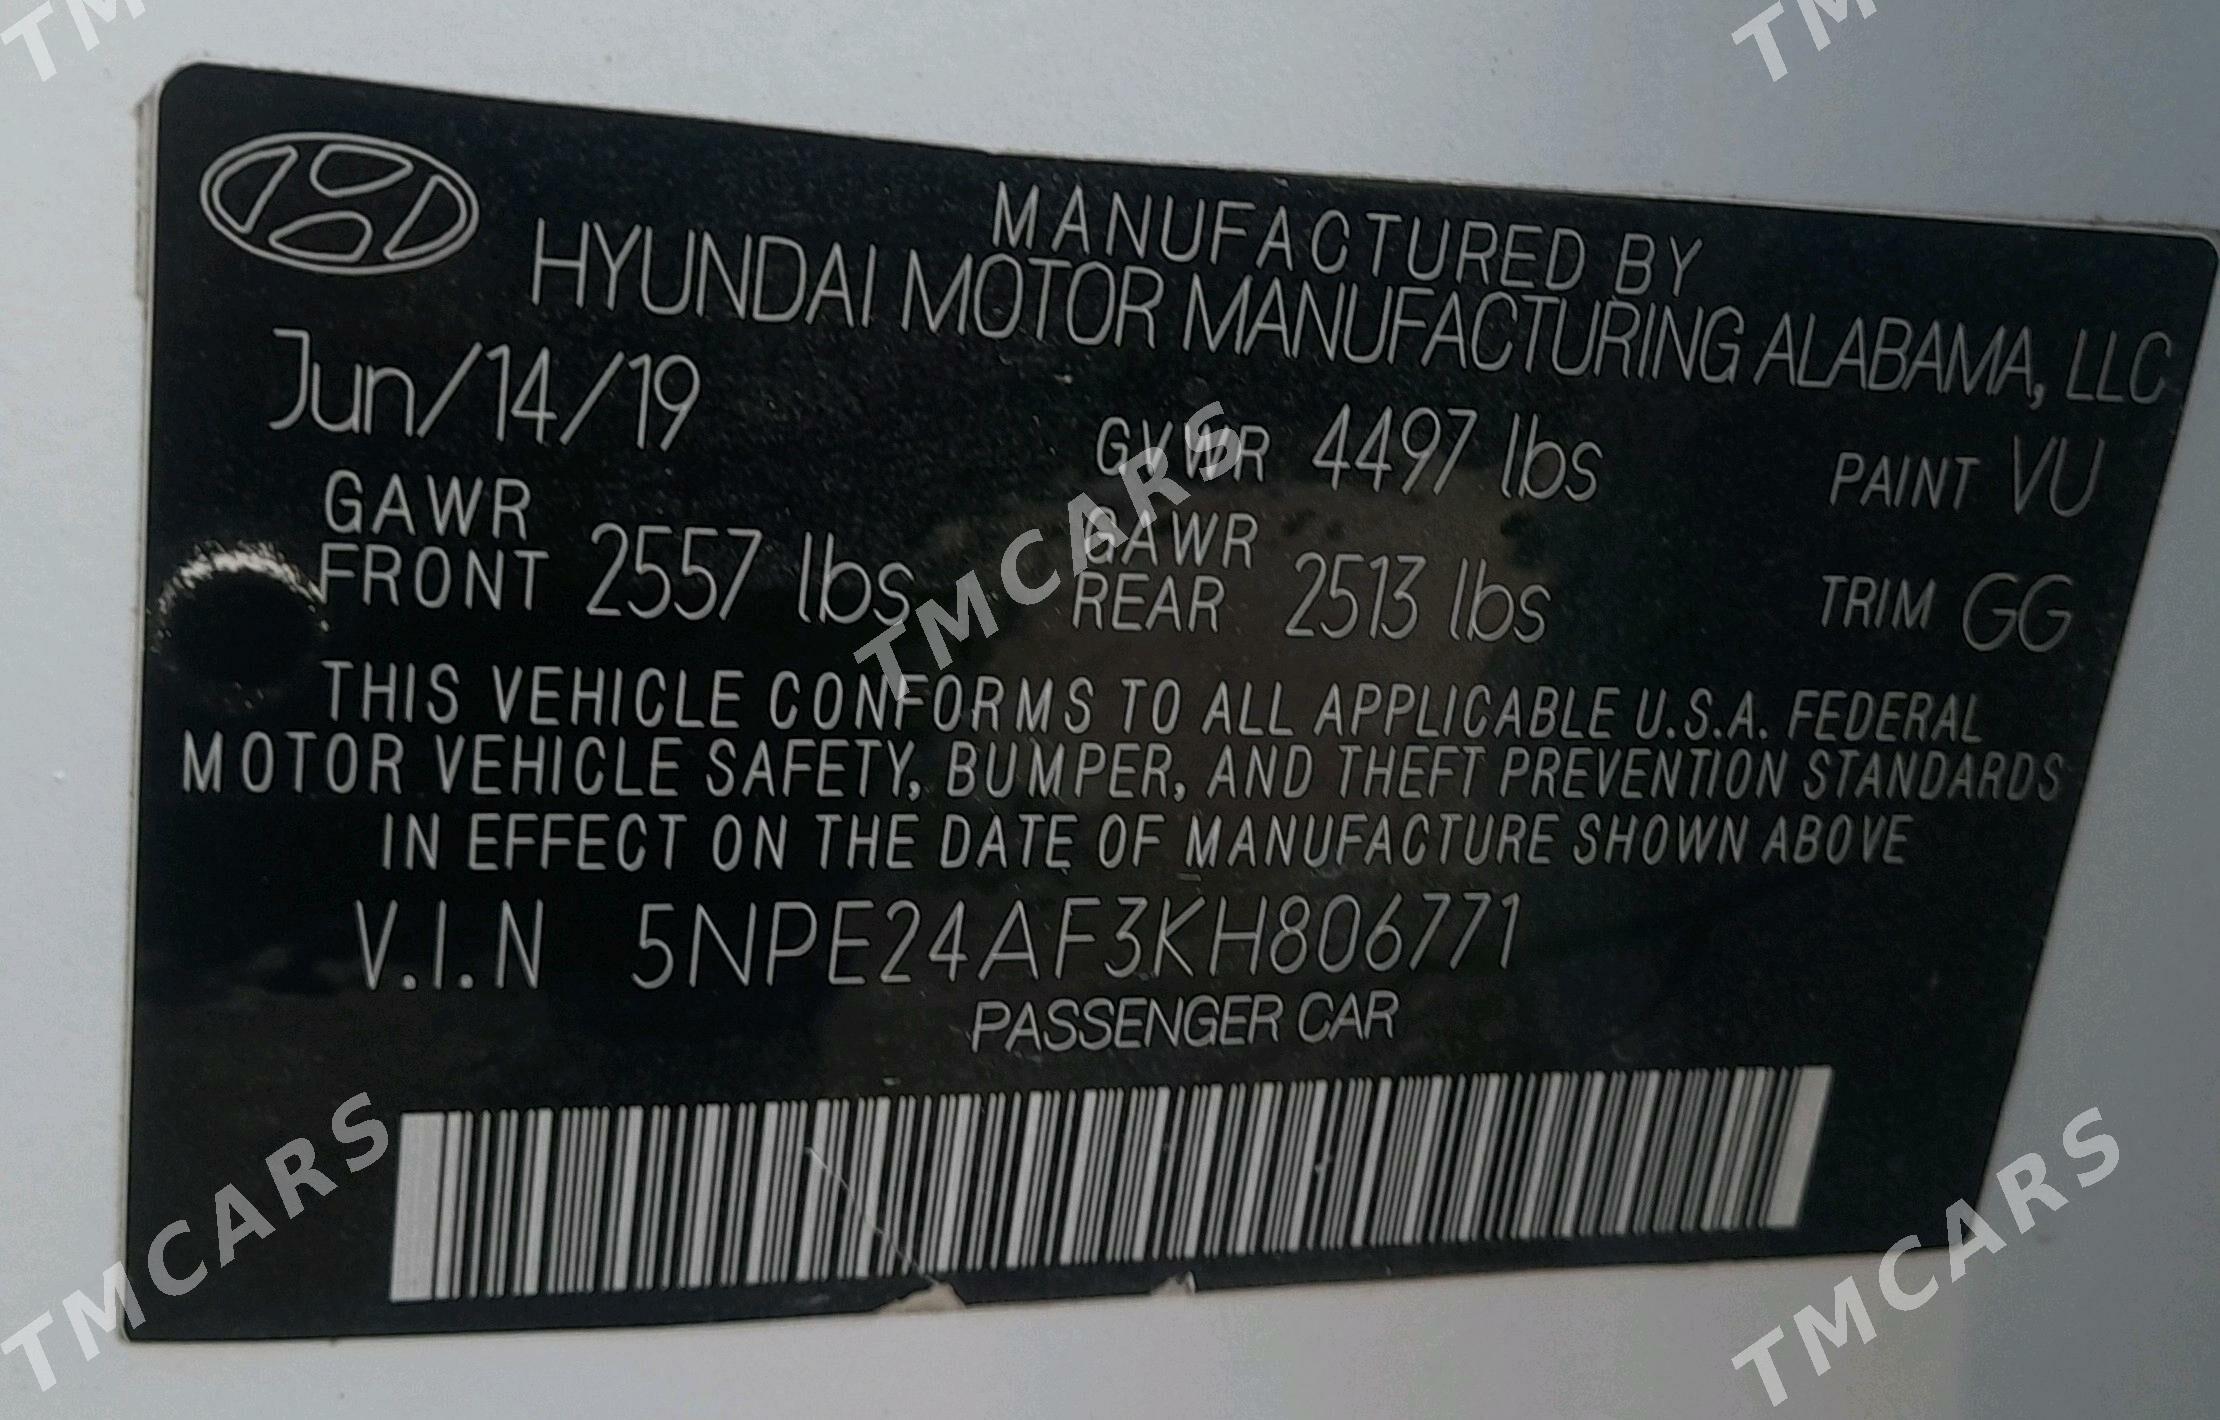 MANUFACTURED BY
HYUNDAI MOTOR MANUFACTURING ALABAMA, LLC
Jun/14/19
GVWR 4497 lbs
PAINT VU
GAWR FRONT 2557 lbs
GAWR REAR 2513 lbs
TRIM GG
THIS VEHICLE CONFORMS TO ALL APPLICABLE U.S.A. FEDERAL
MOTOR VEHICLE SAFETY, BUMPER, AND THEFT PREVENTION STANDARDS
IN EFFECT ON THE DATE OF MANUFACTURE SHOWN ABOVE
V.I.N 5NPE24AF3KH806771
PASSENGER CAR
TMCARS
TMCARS
TMCARS